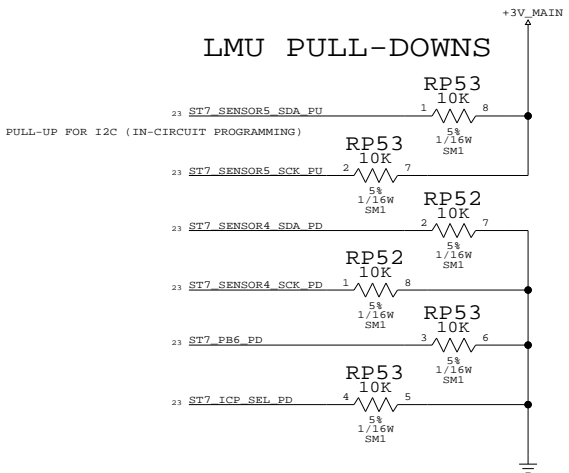 +3V_MAIN
LMU PULL-DOWNS
RP53
10K
23 ST7_SENSOR5_SDA_PU 1 8
5%
1/16W
SM1
PULL-UP FOR I2C (IN-CIRCUIT PROGRAMMING)
RP53
10K
23 ST7_SENSOR5_SCK_PU 2 7
5%
1/16W
SM1
RP52
10K
23 ST7_SENSOR4_SDA_PD 2 7
5%
1/16W
SM1
RP52
10K
23 ST7_SENSOR4_SCK_PD 1 8
5%
1/16W
SM1
RP53
10K
23 ST7_PB6_PD 3 6
5%
1/16W
SM1
RP53
10K
23 ST7_ICP_SEL_PD 4 5
5%
1/16W
SM1